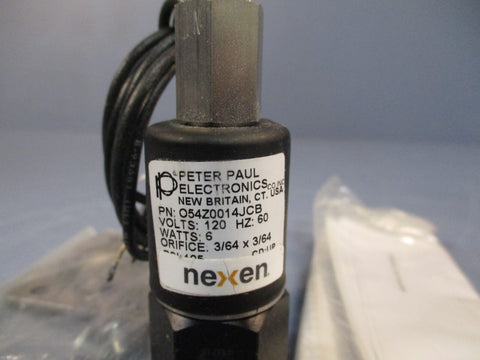 PETER PAUL
ELECTRONICS CO. INC.
NEW BRITAIN, CT. USA
PN: O54Z0014JCB
VOLTS: 120 HZ: 60
WATTS: 6
ORIFICE. 3/64 x 3/64
nexen